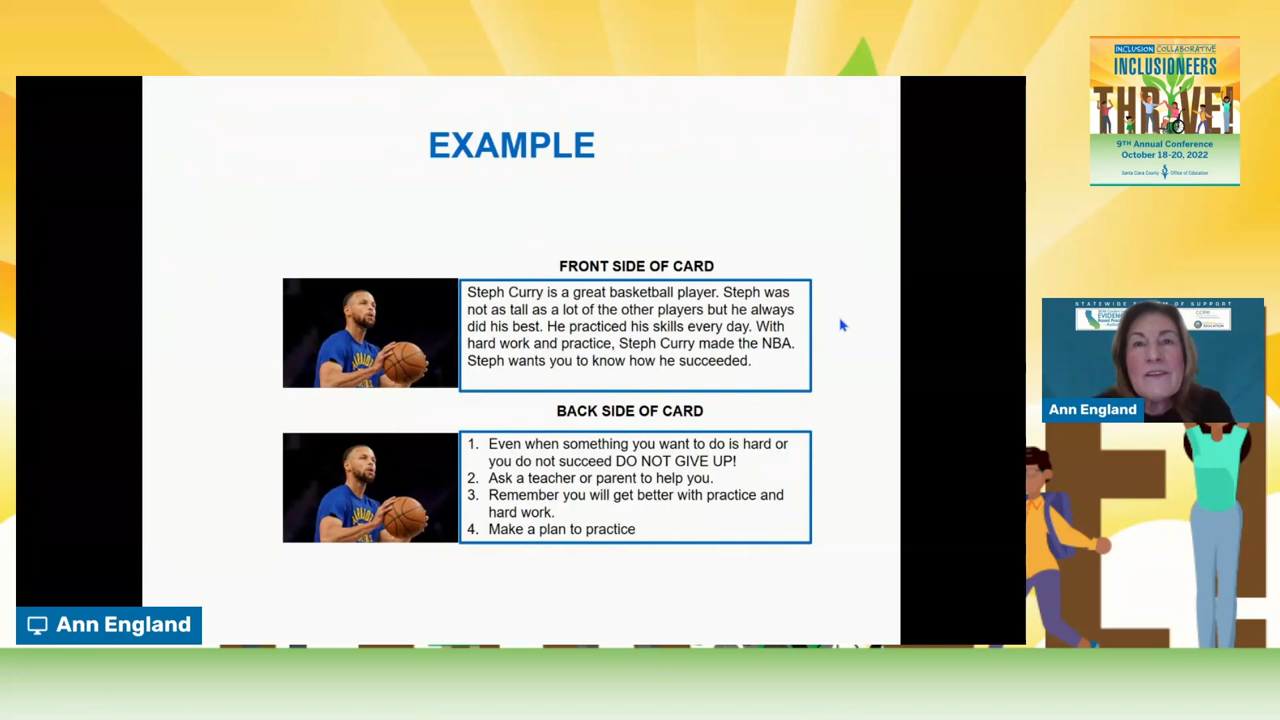 EXAMPLE
FRONT SIDE OF CARD
Steph Curry is a great basketball player. Steph was
not as tall as a lot of the other players but he always
did his best. He practiced his skills every day. With
hard work and practice, Steph Curry made the NBA.
Steph wants you to know how he succeeded.
BACK SIDE OF CARD
1. Even when something you want to do is hard or
you do not succeed DO NOT GIVE UP!
2. Ask a teacher or parent to help you.
3. Remember you will get better with practice and
hard work.
4. Make a plan to practice
Ann England
INCLUSION COLLABORATIVE
INCLUSIONEERS
THRIVE!
9TH Annual Conference
October 18-20, 2022
Santa Clara County Office of Education
Ann England